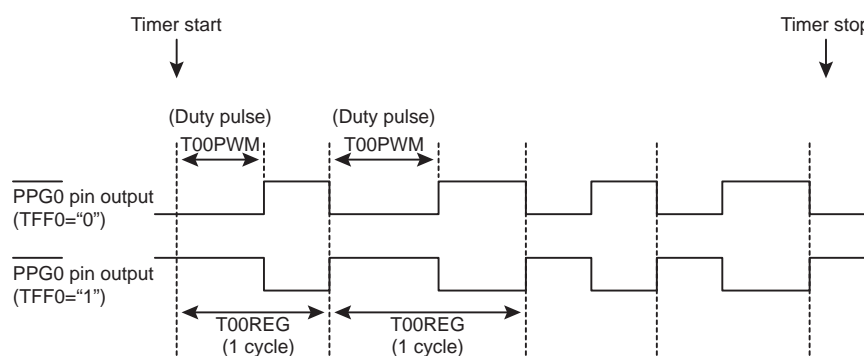 Timer start
Timer stop
(Duty pulse)
(Duty pulse)
T00PWM
T00PWM
PPG0 pin output
(TFF0=“0”)
PPG0 pin output
(TFF0=“1”)
T00REG
(1 cycle)
T00REG
(1 cycle)